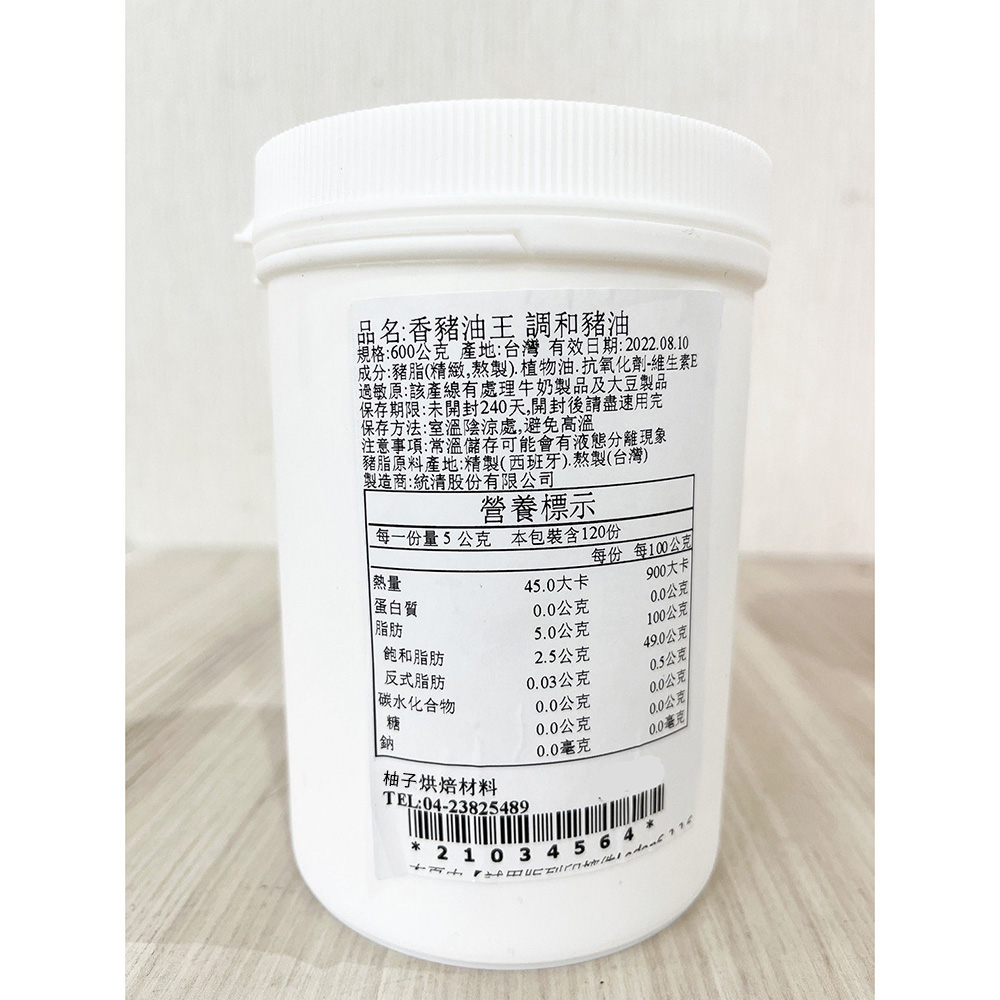 品名:香豬油王 調和豬油
規格:600公克 產地:台灣 有效日期:2022.08.10
成分:豬脂(精緻,熬製).植物油.抗氧化劑-維生素E
過敏原:該產線有處理牛奶製品及大豆製品
保存期限:未開封240天,開封後請盡速用完
保存方法:室溫陰涼處,避免高溫
注意事項:常溫儲存可能會有液態分離現象
豬脂原料產地:精製(西班牙).熬製(台灣)
製造商:統清股份有限公司
營養標示
每一份量 5 公克 本包裝含120份
每份 每100公克
熱量 45.0大卡 900大卡
蛋白質 0.0公克 0.0公克
脂肪 5.0公克 100公克
飽和脂肪 2.5公克 49.0公克
反式脂肪 0.03公克 0.5公克
碳水化合物 0.0公克 0.0公克
糖 0.0公克 0.0公克
鈉 0.0毫克 0.0毫克
柚子烘焙材料
TEL:04-23825489
*21034564*